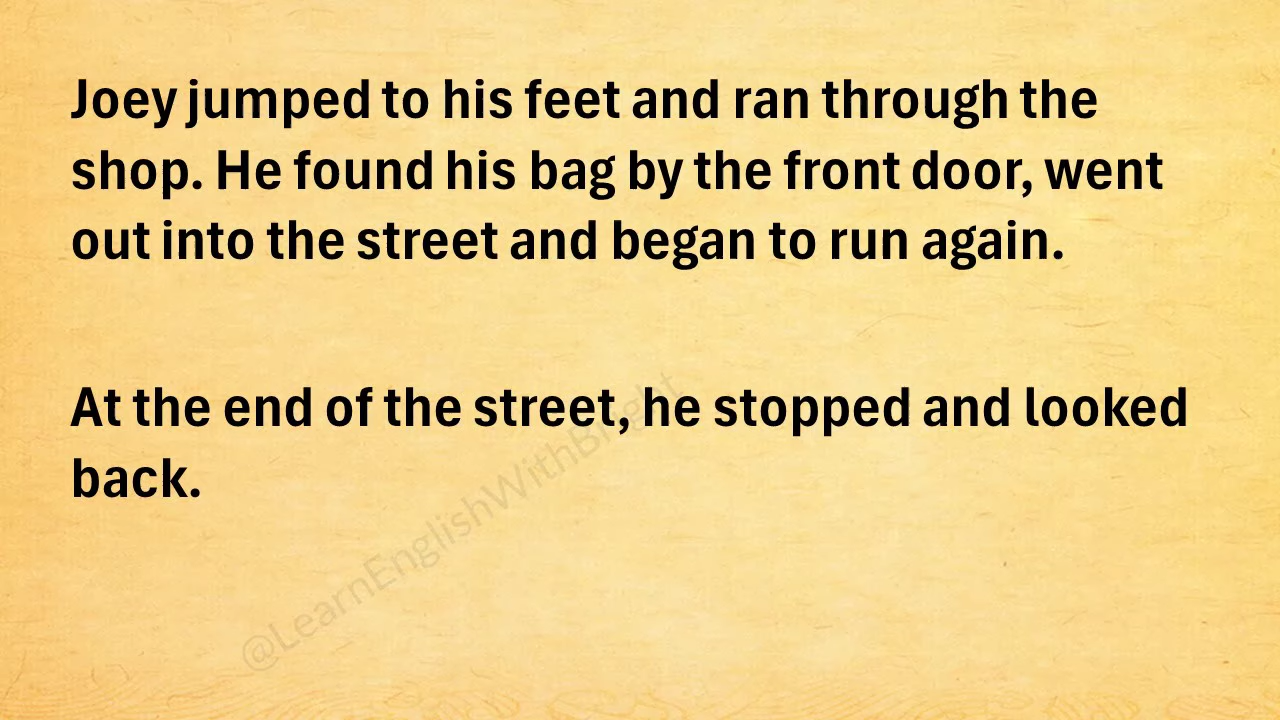 Joey jumped to his feet and ran through the
shop. He found his bag by the front door, went
out into the street and began to run again.
At the end of the street, he stopped and looked
back.
@LearnEnglishWithBright